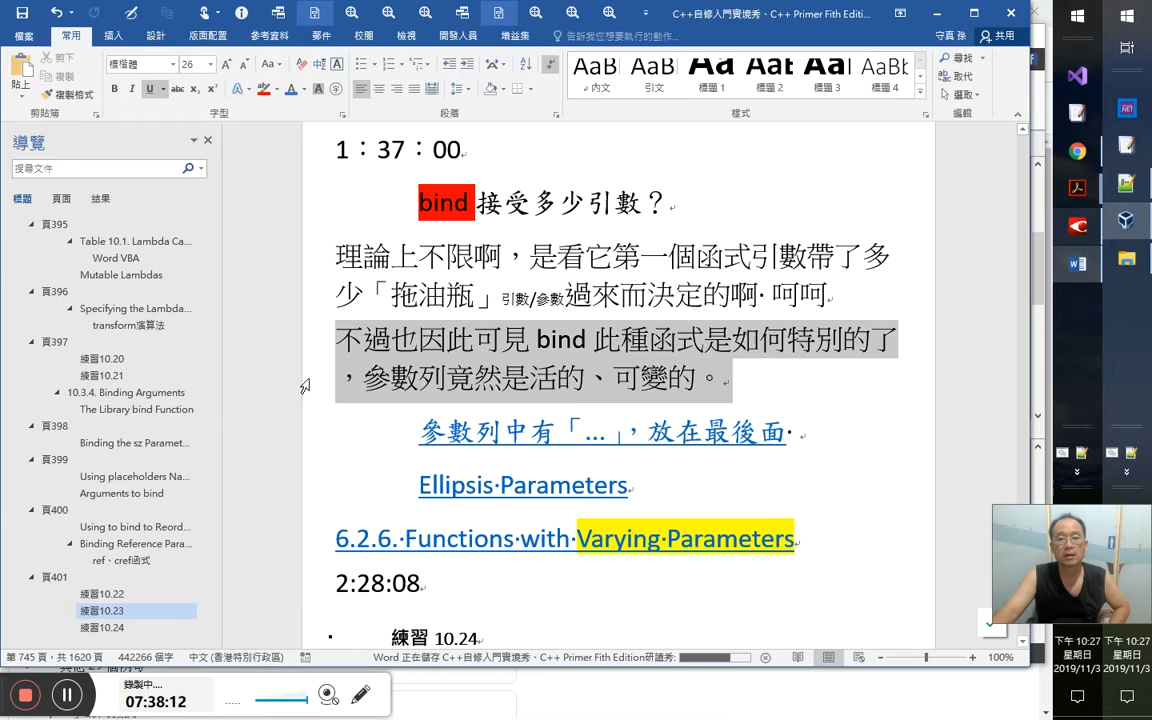 C++自修入門實境秀、C++ Primer Fith Editi...
檔案 常用 插入 設計 版面配置 參考資料 郵件 校閱 檢視 開發人員 增益集 告訴我您想要執行的動作... 守真 孫 共用
貼上 剪下 複製 複製格式
標楷體 26
AaB AaB AaB AaB AaB AaBb
內文 引文 標題 1 標題 2 標題 3 標題 4
尋找 取代 選取
剪貼簿 字型 段落 樣式 編輯
導覽
搜尋文件
標題 頁面 結果
頁395
Table 10.1. Lambda Ca...
Word VBA
Mutable Lambdas
頁396
Specifying the Lambda...
transform演算法
頁397
練習10.20
練習10.21
10.3.4. Binding Arguments
The Library bind Function
頁398
Binding the sz Paramet...
頁399
Using placeholders Na...
Arguments to bind
頁400
Using to bind to Reord...
Binding Reference Para...
ref、cref函式
頁401
練習10.22
練習10.23
練習10.24
1：37：00
bind 接受多少引數？
理論上不限啊，是看它第一個函式引數帶了多
少「拖油瓶」引數/參數過來而決定的啊·呵呵
不過也因此可見 bind 此種函式是如何特別的了
，參數列竟然是活的、可變的。
參數列中有「...」，放在最後面
Ellipsis·Parameters
6.2.6.·Functions·with·Varying·Parameters
2:28:08
練習 10.24
第 745 頁，共 1620 頁 442266 個字 中文 (香港特別行政區) Word 正在儲存 C++自修入門實境秀、C++ Primer Fith Edition研讀秀: 100%
錄製中....
07:38:12
下午 10:27 下午 10:27
星期日 星期日
2019/11/3 2019/11/3